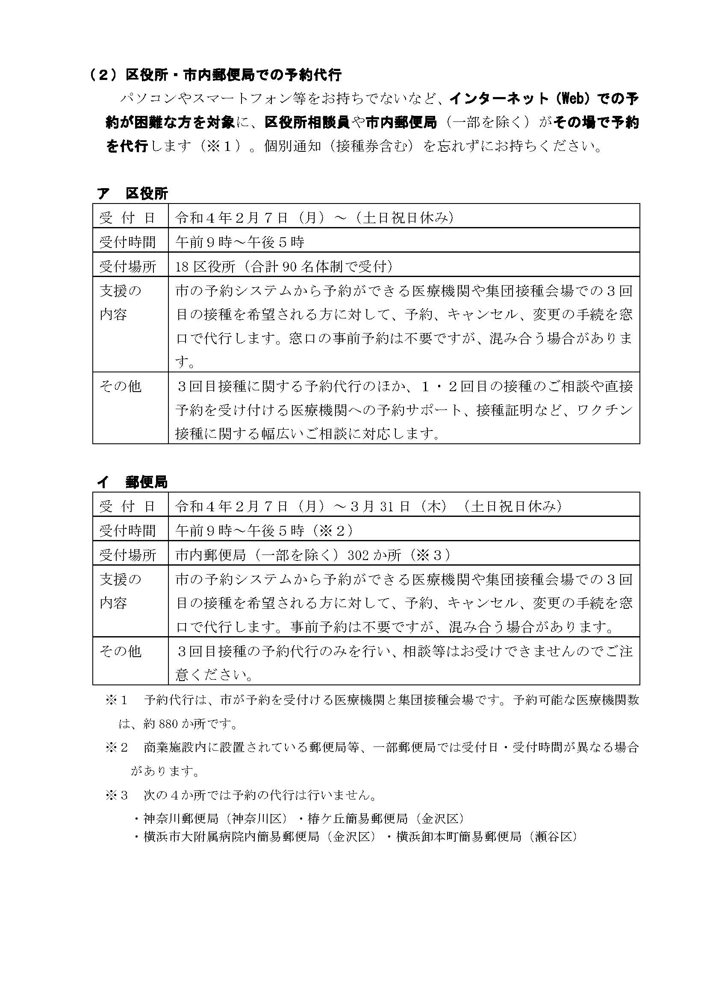 （２）区役所・市内郵便局での予約代行
パソコンやスマートフォン等をお持ちでないなど、インターネット（Web）での予
約が困難な方を対象に、区役所相談員や市内郵便局（一部を除く）がその場で予約
を代行します（※１）。個別通知（接種券含む）を忘れずにお持ちください。
ア　区役所
受 付 日　令和４年２月７日（月）～（土日祝日休み）
受付時間　午前９時～午後５時
受付場所　18 区役所（合計 90 名体制で受付）
支援の　市の予約システムから予約ができる医療機関や集団接種会場での３回
内容　目の接種を希望される方に対して、予約、キャンセル、変更の手続を窓
口で代行します。窓口の事前予約は不要ですが、混み合う場合がありま
す。
その他　３回目接種に関する予約代行のほか、１・２回目の接種のご相談や直接
予約を受け付ける医療機関への予約サポート、接種証明など、ワクチン
接種に関する幅広いご相談に対応します。
イ　郵便局
受 付 日　令和４年２月７日（月）～３月 31 日（木）（土日祝日休み）
受付時間　午前９時～午後５時（※２）
受付場所　市内郵便局（一部を除く）302 か所（※３）
支援の　市の予約システムから予約ができる医療機関や集団接種会場での３回
内容　目の接種を希望される方に対して、予約、キャンセル、変更の手続を窓
口で代行します。事前予約は不要ですが、混み合う場合があります。
その他　３回目接種の予約代行のみを行い、相談等はお受けできませんのでご注
意ください。
※１　予約代行は、市が予約を受付ける医療機関と集団接種会場です。予約可能な医療機関数
は、約 880 か所です。
※２　商業施設内に設置されている郵便局等、一部郵便局では受付日・受付時間が異なる場合
があります。
※３　次の４か所では予約の代行は行いません。
・神奈川郵便局（神奈川区）・椿ケ丘簡易郵便局（金沢区）
・横浜市大附属病院内簡易郵便局（金沢区）・横浜卸本町簡易郵便局（瀬谷区）